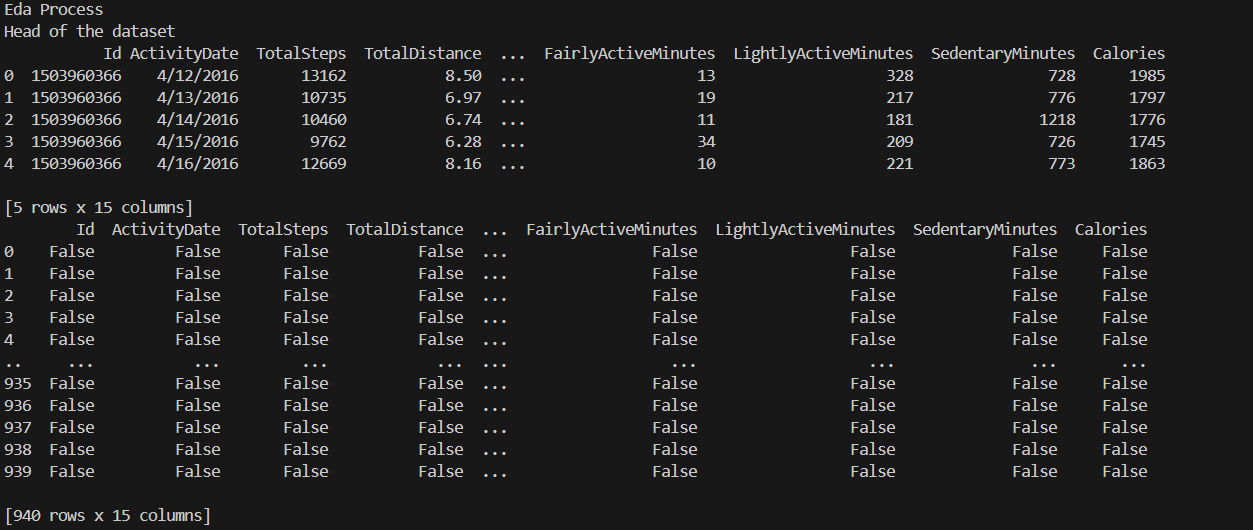 Eda Process
Head of the dataset
Id ActivityDate TotalSteps TotalDistance ... FairlyActiveMinutes LightlyActiveMinutes SedentaryMinutes Calories
0 1503960366 4/12/2016 13162 8.50 ... 13 328 728 1985
1 1503960366 4/13/2016 10735 6.97 ... 19 217 776 1797
2 1503960366 4/14/2016 10460 6.74 ... 11 181 1218 1776
3 1503960366 4/15/2016 9762 6.28 ... 34 209 726 1745
4 1503960366 4/16/2016 12669 8.16 ... 10 221 773 1863
[5 rows x 15 columns]
Id ActivityDate TotalSteps TotalDistance ... FairlyActiveMinutes LightlyActiveMinutes SedentaryMinutes Calories
0 False False False False ... False False False False
1 False False False False ... False False False False
2 False False False False ... False False False False
3 False False False False ... False False False False
4 False False False False ... False False False False
.. ... ... ... ... ... ... ... ... ...
935 False False False False ... False False False False
936 False False False False ... False False False False
937 False False False False ... False False False False
938 False False False False ... False False False False
939 False False False False ... False False False False
[940 rows x 15 columns]